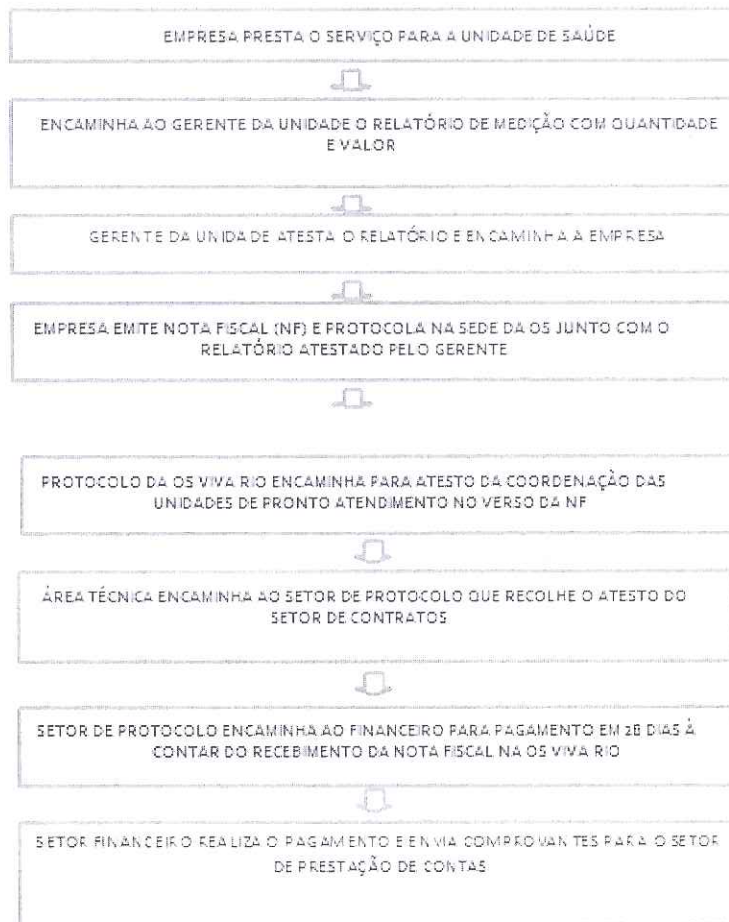 EMPRESA PRESTA O SERVIÇO PARA A UNIDADE DE SAÚDE
ENCAMINHA AO GERENTE DA UNIDADE O RELATÓRIO DE MEDIÇÃO COM QUANTIDADE
E VALOR
GERENTE DA UNIDADE ATESTA O RELATÓRIO E ENCAMINHA A EMPRESA
EMPRESA EMITE NOTA FISCAL (NF) E PROTOCOLA NA SEDE DA OS JUNTO COM O
RELATÓRIO ATESTADO PELO GERENTE
PROTOCOLO DA OS VIVA RIO ENCAMINHA PARA ATESTO DA COORDENAÇÃO DAS
UNIDADES DE PRONTO ATENDIMENTO NO VERSO DA NF
ÁREA TÉCNICA ENCAMINHA AO SETOR DE PROTOCOLO QUE RECOLHE O ATESTO DO
SETOR DE CONTRATOS
SETOR DE PROTOCOLO ENCAMINHA AO FINANCEIRO PARA PAGAMENTO EM 28 DIAS À
CONTAR DO RECEBIMENTO DA NOTA FISCAL NA OS VIVA RIO
SETOR FINANCEIRO REALIZA O PAGAMENTO E ENVIA COMPROVANTES PARA O SETOR
DE PRESTAÇÃO DE CONTAS